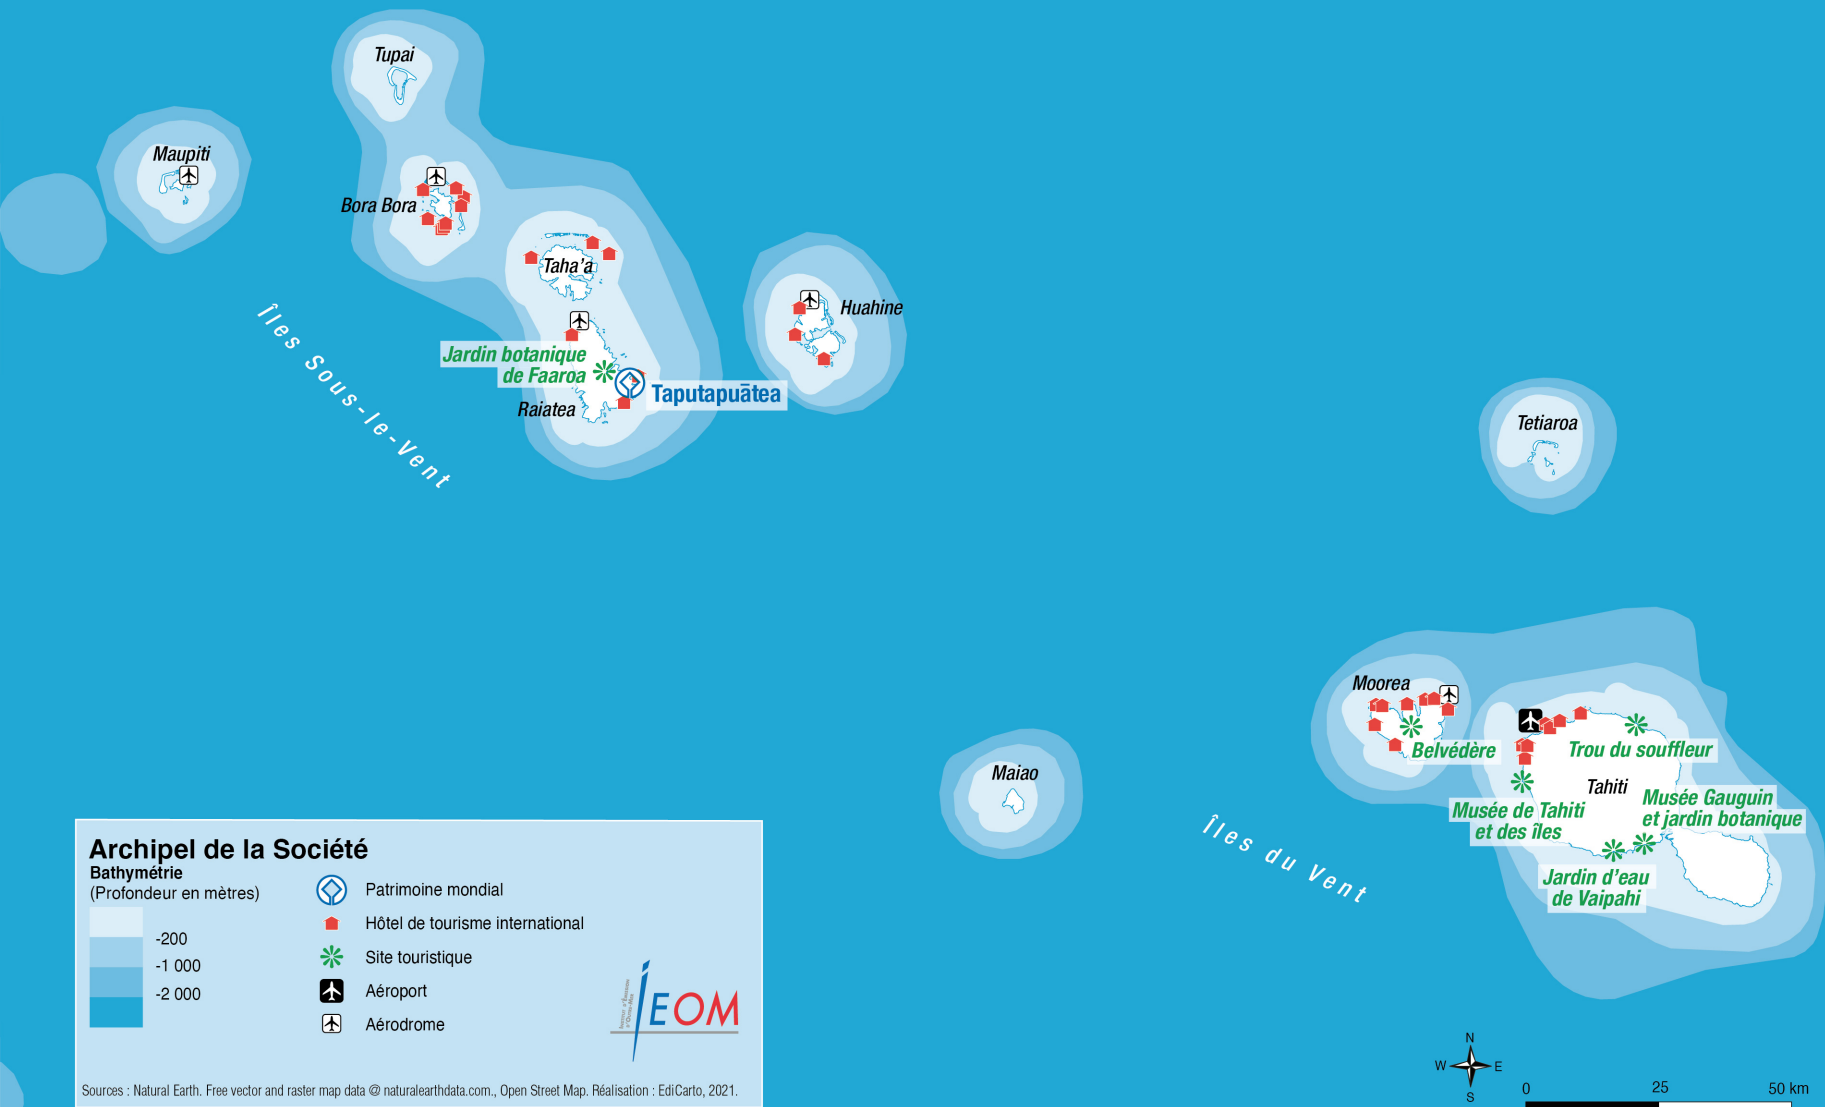 Tupai
Maupiti
Bora Bora
Taha’a
Huahine
Îles Sous-le-Vent
Jardin botanique
de Faaroa
Taputapuātea
Raiatea
Tetiaroa
Moorea
Belvédère
Trou du souffleur
Maiao
Tahiti
Musée de Tahiti
et des îles
Musée Gauguin
et jardin botanique
Îles du Vent
Jardin d’eau
de Vaipahi
Archipel de la Société
Bathymétrie
(Profondeur en mètres)
-200
-1 000
-2 000
Patrimoine mondial
Hôtel de tourisme international
Site touristique
Aéroport
Aérodrome
IEOM
Sources : Natural Earth. Free vector and raster map data @ naturalearthdata.com., Open Street Map. Réalisation : EdiCarto, 2021.
N
W
E
S
0
25
50 km